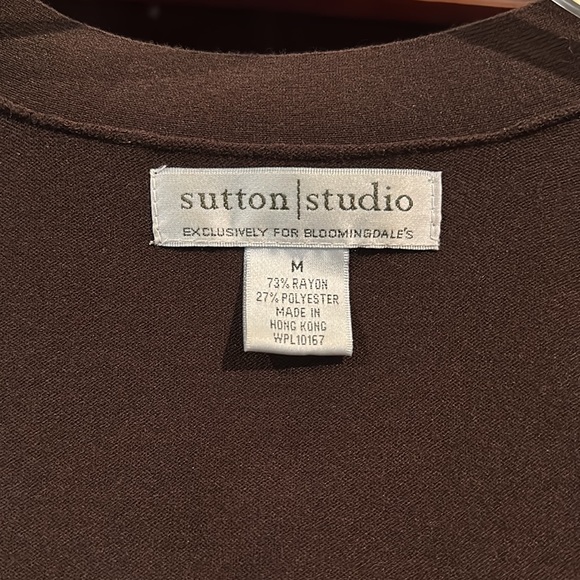 sutton|studio
EXCLUSIVELY FOR BLOOMINGDALE'S
M
73% RAYON
27% POLYESTER
MADE IN
HONG KONG
WPL10167